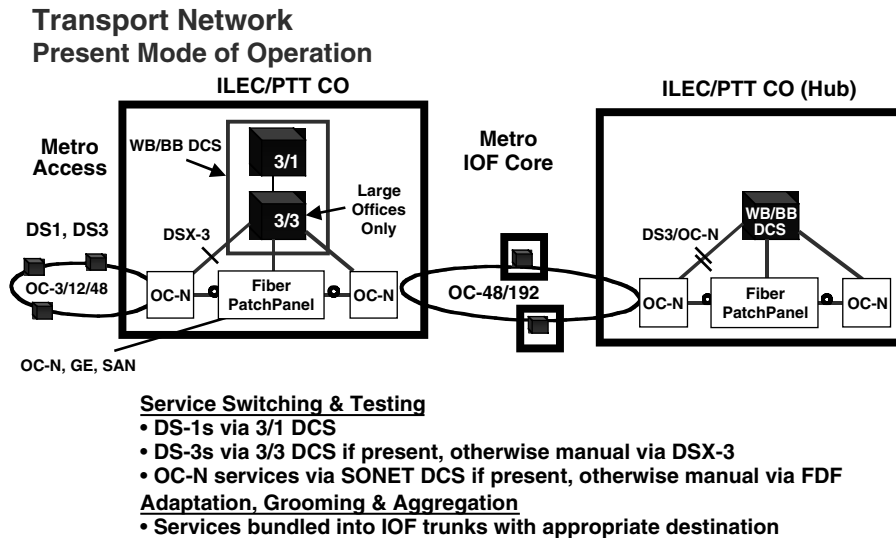 Transport Network
Present Mode of Operation
ILEC/PTT CO
ILEC/PTT CO (Hub)
Metro
Access
WB/BB DCS
3/1
3/3
Large
Offices
Only
Metro
IOF Core
DS1, DS3
DSX-3
OC-3/12/48
OC-N
Fiber
PatchPanel
OC-N
OC-48/192
DS3/OC-N
WB/BB
DCS
OC-N
Fiber
PatchPanel
OC-N
OC-N, GE, SAN
Service Switching & Testing
• DS-1s via 3/1 DCS
• DS-3s via 3/3 DCS if present, otherwise manual via DSX-3
• OC-N services via SONET DCS if present, otherwise manual via FDF
Adaptation, Grooming & Aggregation
• Services bundled into IOF trunks with appropriate destination